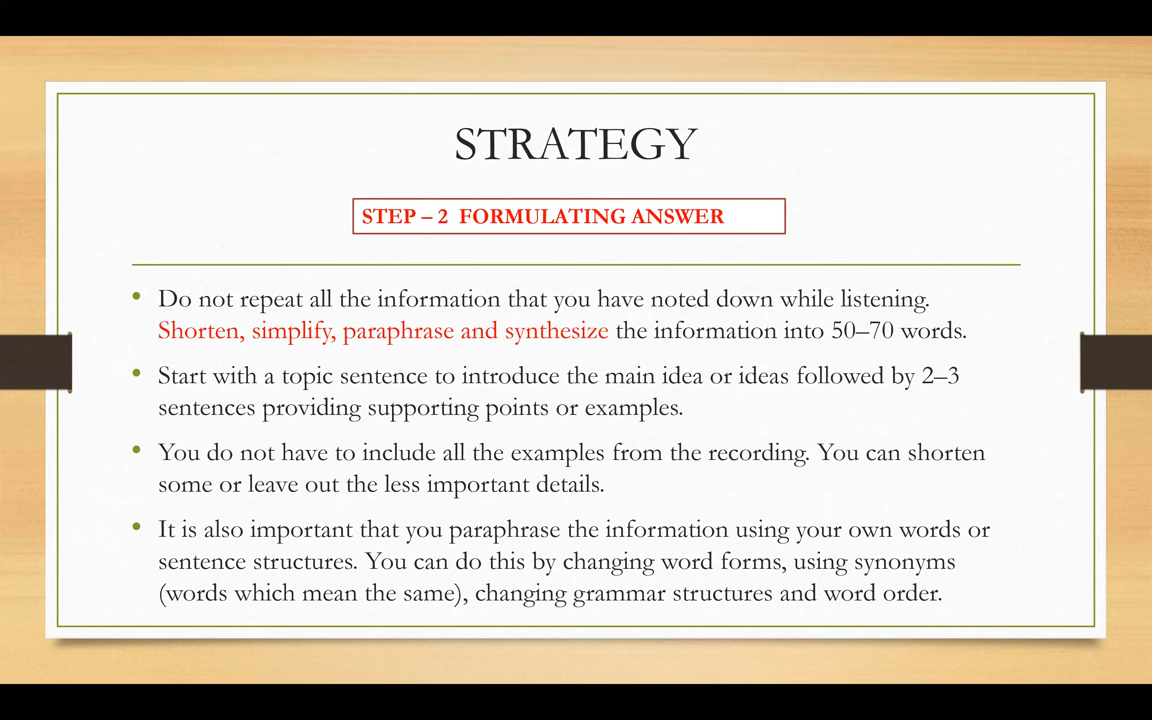 STRATEGY
STEP – 2 FORMULATING ANSWER
• Do not repeat all the information that you have noted down while listening.
Shorten, simplify, paraphrase and synthesize the information into 50–70 words.
• Start with a topic sentence to introduce the main idea or ideas followed by 2–3
sentences providing supporting points or examples.
• You do not have to include all the examples from the recording. You can shorten
some or leave out the less important details.
• It is also important that you paraphrase the information using your own words or
sentence structures. You can do this by changing word forms, using synonyms
(words which mean the same), changing grammar structures and word order.